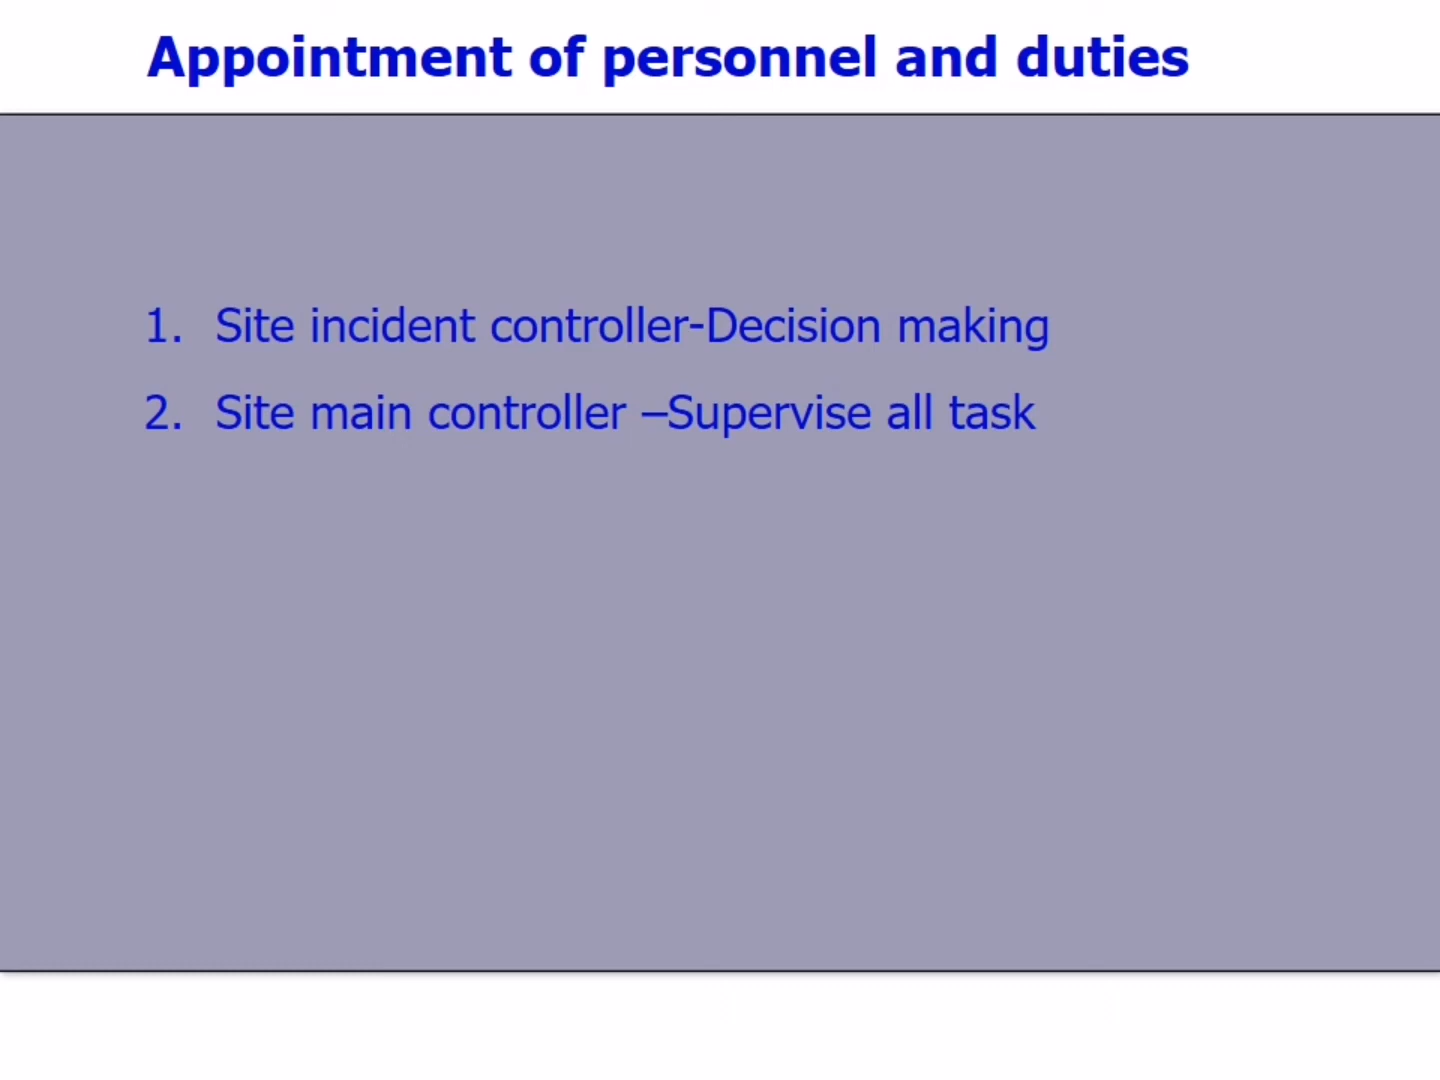 Appointment of personnel and duties
1. Site incident controller-Decision making
2. Site main controller –Supervise all task